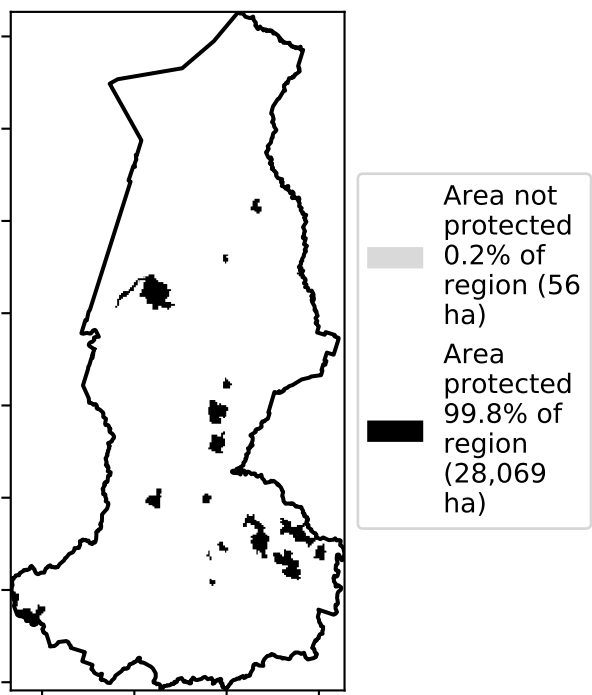 Area not
protected
0.2% of
region (56
ha)
Area
protected
99.8% of
region
(28,069
ha)